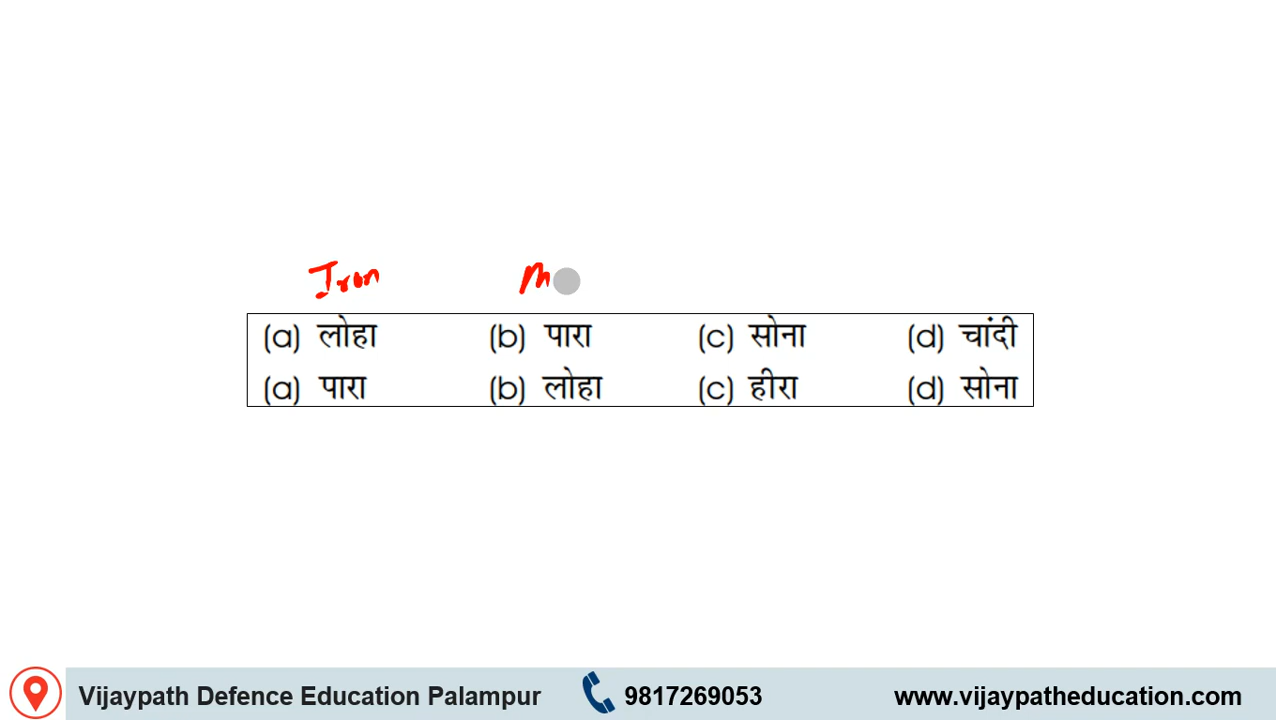 Iron M
(a) लोहा (b) पारा (c) सोना (d) चांदी
(a) पारा (b) लोहा (c) हीरा (d) सोना
Vijaypath Defence Education Palampur 9817269053 www.vijaypatheducation.com